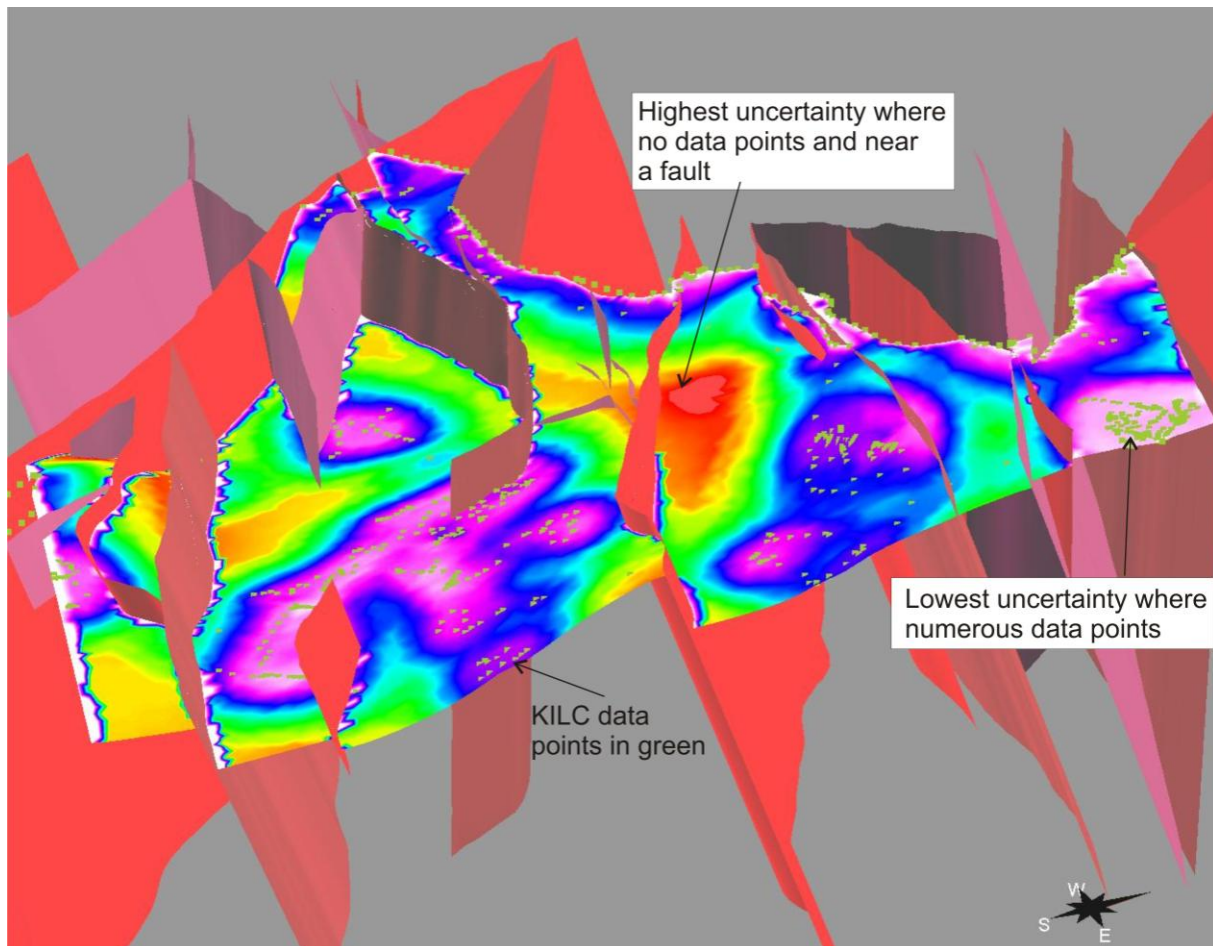 Highest uncertainty where
no data points and near
a fault
Lowest uncertainty where
numerous data points
KILC data
points in green
W
S
E